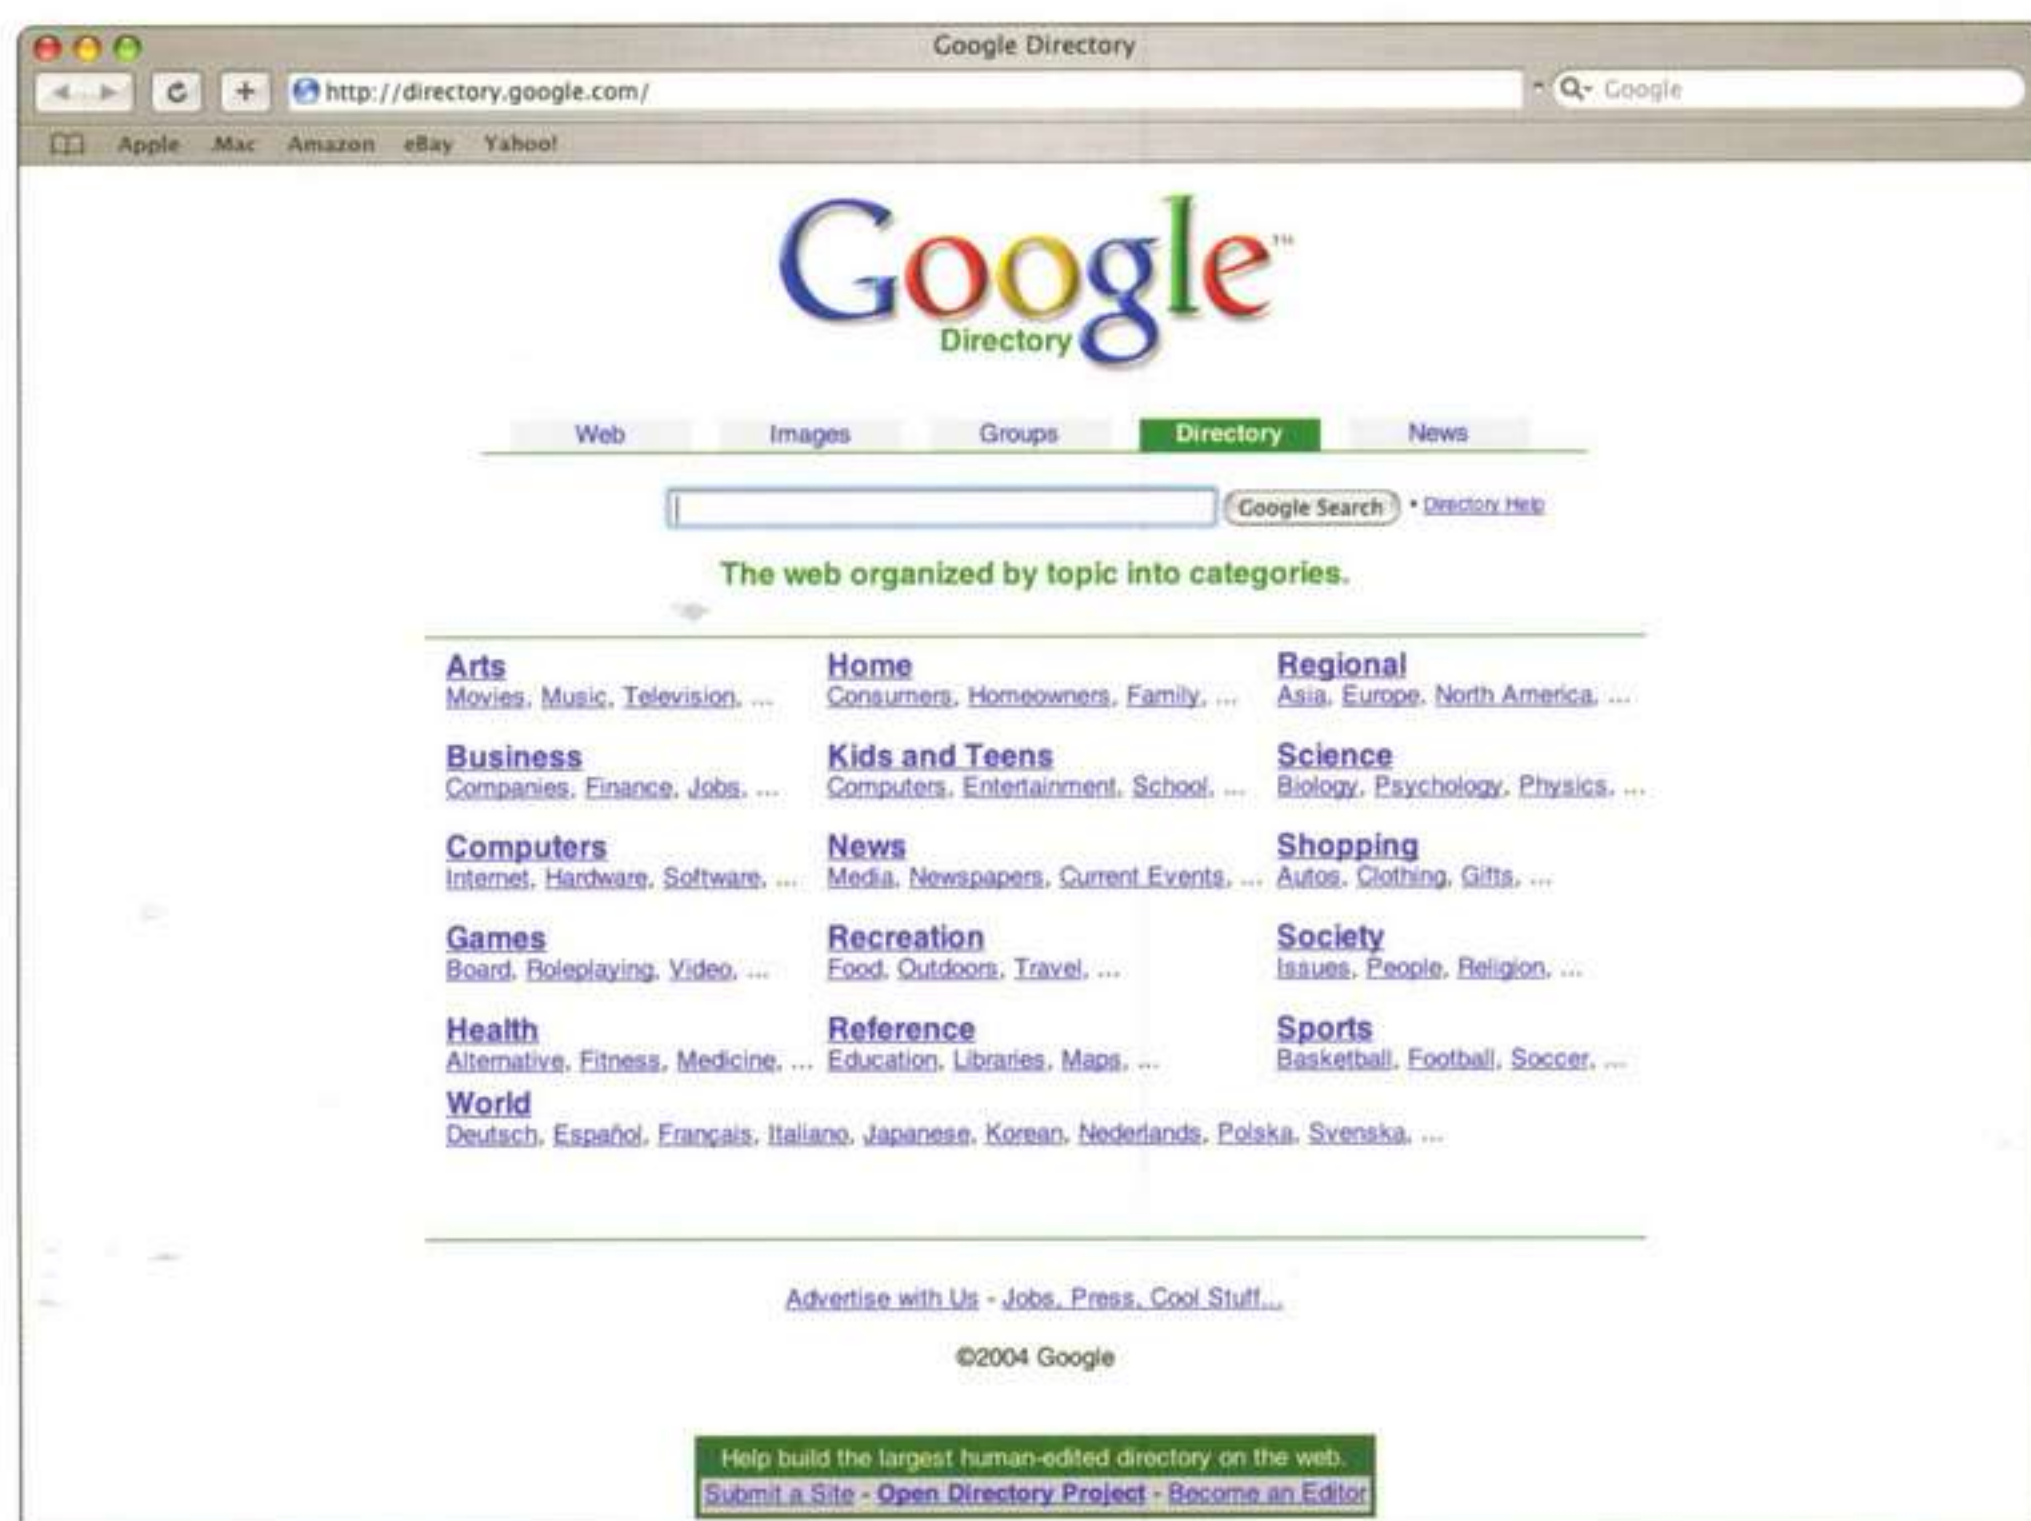 Google Directory
http://directory.google.com/
Google
Apple .Mac Amazon eBay Yahoo!
Google™
Directory
Web Images Groups Directory News
Google Search • Directory Help
The web organized by topic into categories.
Arts Home Regional
Movies, Music, Television, ... Consumers, Homeowners, Family, ... Asia, Europe, North America, ...
Business Kids and Teens Science
Companies, Finance, Jobs, ... Computers, Entertainment, School, ... Biology, Psychology, Physics, ...
Computers News Shopping
Internet, Hardware, Software, ... Media, Newspapers, Current Events, ... Autos, Clothing, Gifts, ...
Games Recreation Society
Board, Roleplaying, Video, ... Food, Outdoors, Travel, ... Issues, People, Religion, ...
Health Reference Sports
Alternative, Fitness, Medicine, ... Education, Libraries, Maps, ... Basketball, Football, Soccer, ...
World
Deutsch, Español, Français, Italiano, Japanese, Korean, Nederlands, Polska, Svenska, ...
Advertise with Us - Jobs, Press, Cool Stuff...
©2004 Google
Help build the largest human-edited directory on the web.
Submit a Site - Open Directory Project - Become an Editor